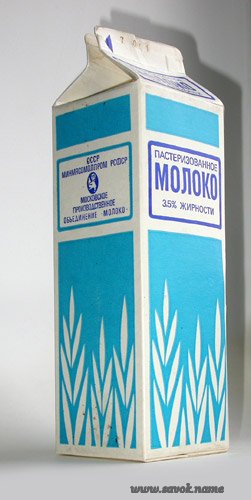 СССР
МИНМЯСОМОЛПРОМ РСФСР
МОСКОВСКОЕ
ПРОИЗВОДСТВЕННОЕ
ОБЪЕДИНЕНИЕ «МОЛОКО»
ПАСТЕРИЗОВАННОЕ
МОЛОКО
3.5% ЖИРНОСТИ
www.savok.name